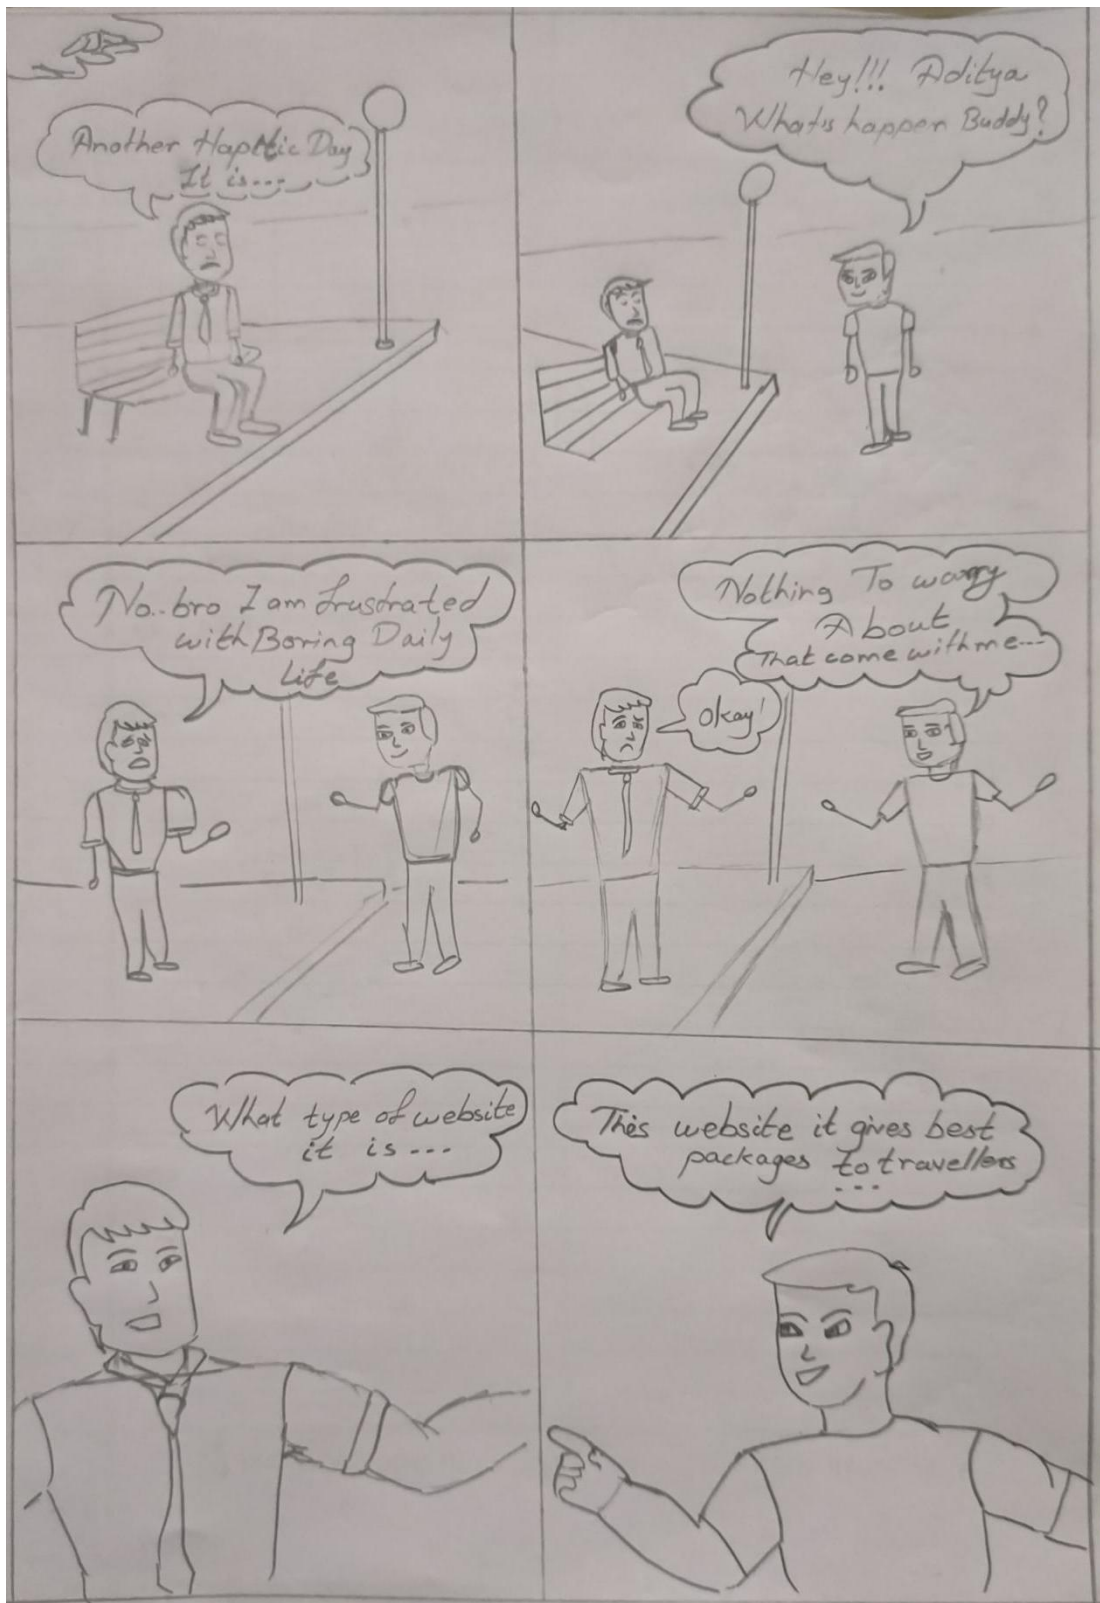 Another Haptic Day
It is...
Hey!!! Aditya
What's happen Buddy?
No.. bro I am frustrated
with Boring Daily
Life
Nothing To worry
About
That come with me...
Okay!
What type of website
it is...
This website it gives best
packages to travellers
...